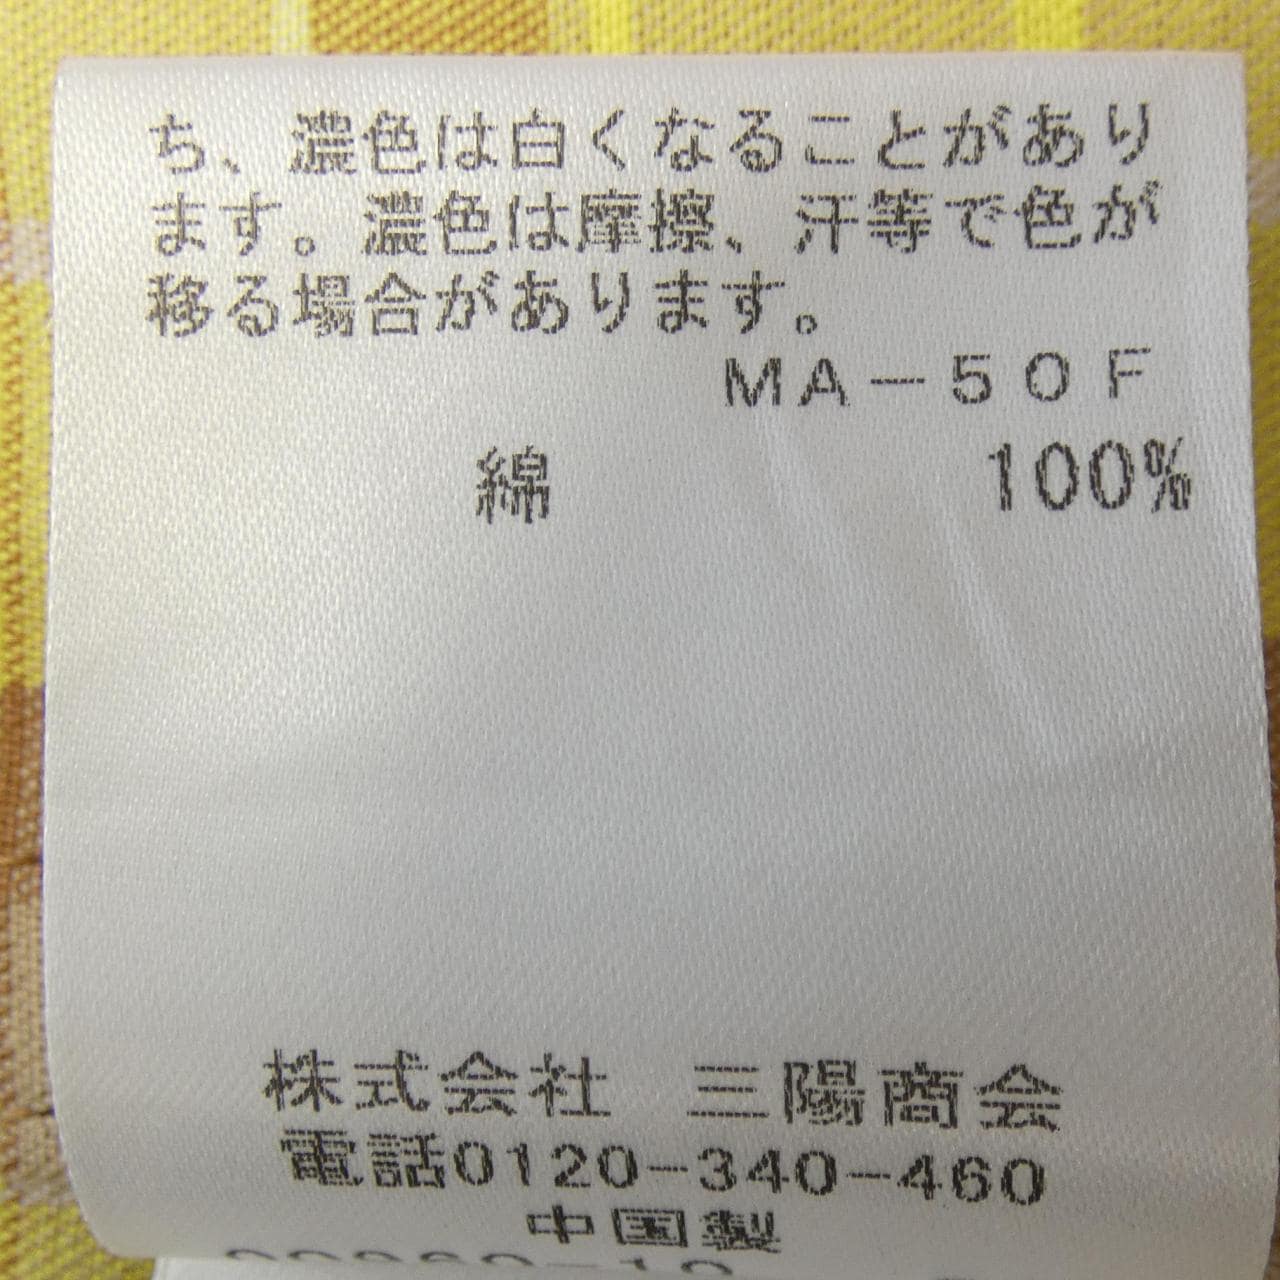 ち、濃色は白くなることがあり
ます。濃色は摩擦、汗等で色が
移る場合があります。
ＭＡ－５０Ｆ
綿 100%
株式会社 三陽商会
電話0120-340-460
中国製